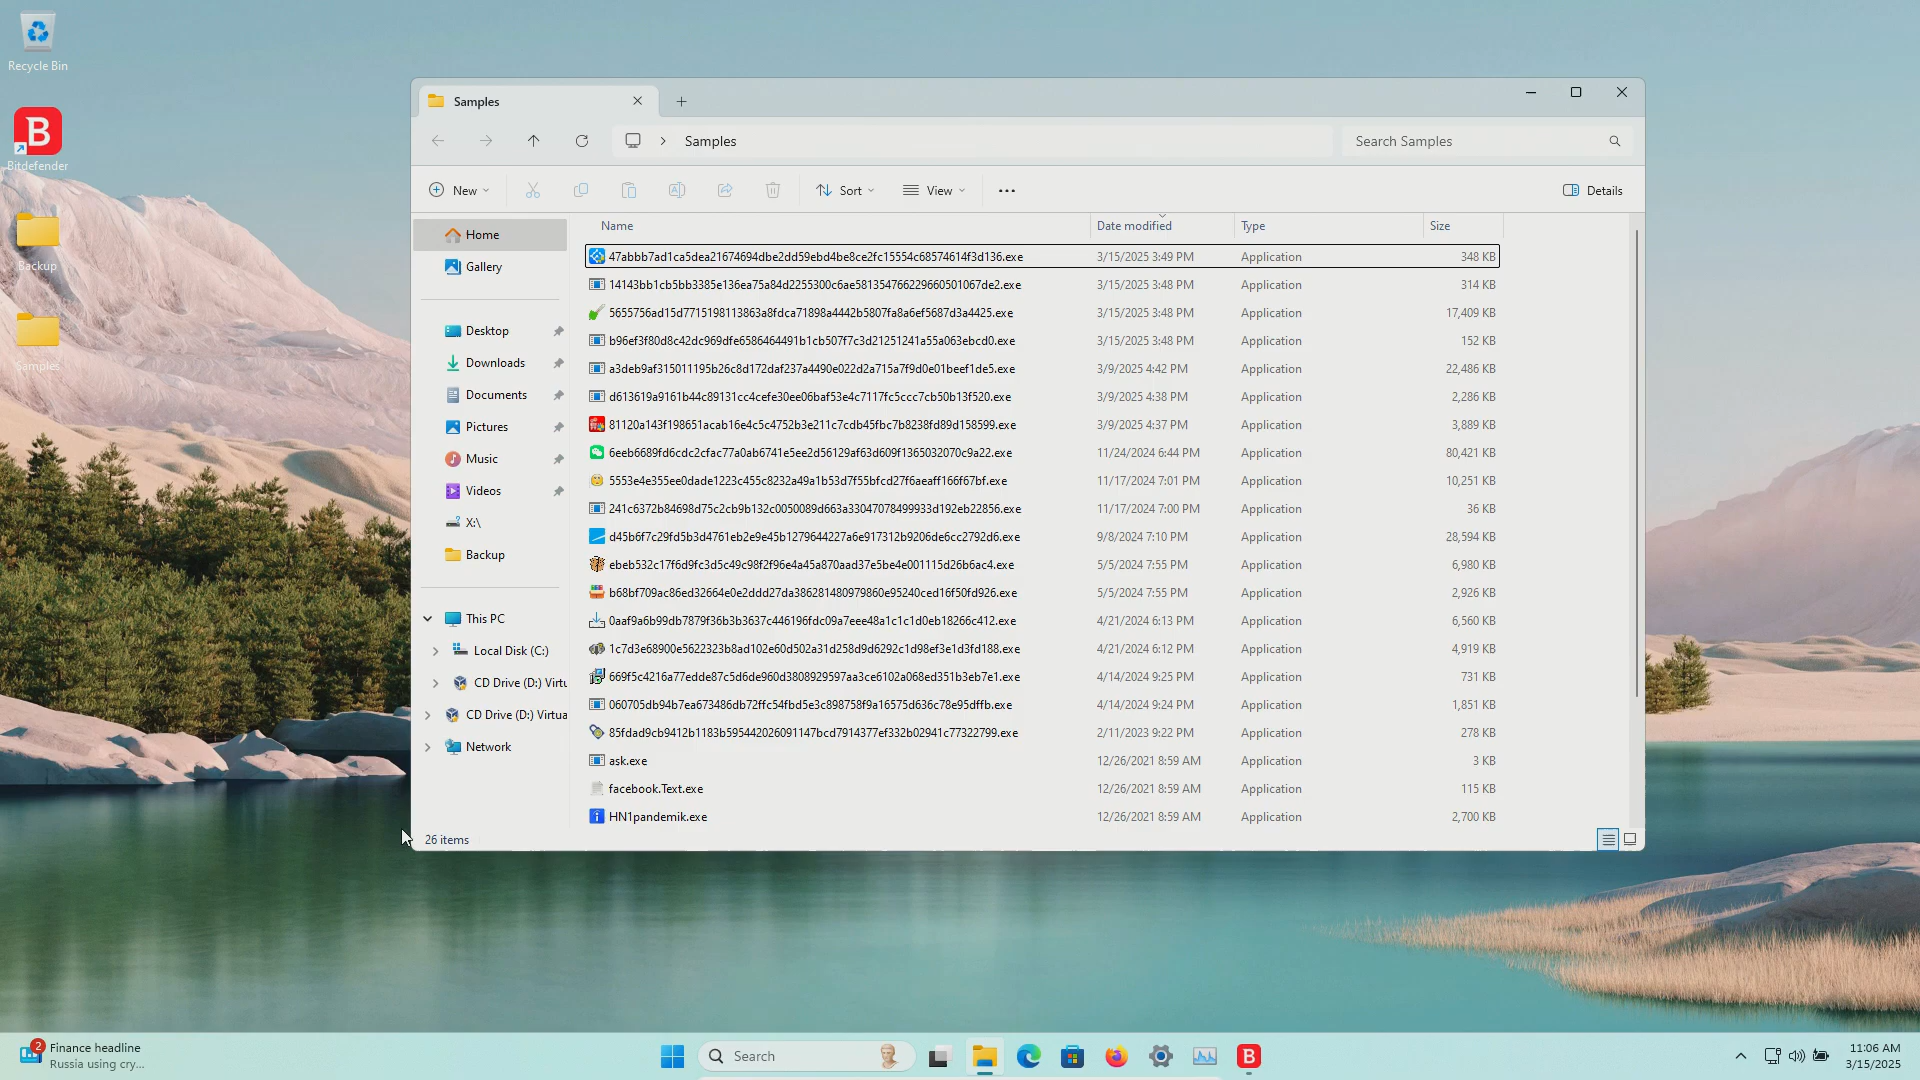 Recycle Bin
Bitdefender
Backup
Samples
Samples
Samples
Search Samples
New
Sort
View
Details
Home
Gallery
Desktop
Downloads
Documents
Pictures
Music
Videos
X:\
Backup
This PC
Local Disk (C:)
CD Drive (D:) Virtu
CD Drive (D:) Virtua
Network
Name Date modified Type Size
47abbb7ad1ca5dea21674694dbe2dd59ebd4be8ce2fc15554c68574614f3d136.exe 3/15/2025 3:49 PM Application 348 KB
14143bb1cb5bb3385e136ea75a84d2255300c6ae581354766229660501067de2.exe 3/15/2025 3:48 PM Application 314 KB
5655756ad15d7715198113863a8fdca71898a4442b5807fa8a6ef5687d3a4425.exe 3/15/2025 3:48 PM Application 17,409 KB
b96ef3f80d8c42dc969dfe6586464491b1cb507f7c3d21251241a55a063ebcd0.exe 3/15/2025 3:48 PM Application 152 KB
a3deb9af315011195b26c8d172daf237a4490e022d2a715a7f9d0e01beef1de5.exe 3/9/2025 4:42 PM Application 22,486 KB
d613619a9161b44c89131cc4cefe30ee06baf53e4c7117fc5ccc7cb50b13f520.exe 3/9/2025 4:38 PM Application 2,286 KB
81120a143f198651acab16e4c5c4752b3e211c7cdb45fbc7b8238fd89d158599.exe 3/9/2025 4:37 PM Application 3,889 KB
6eeb6689fd6cdc2cfac77a0ab6741e5ee2d56129af63d609f1365032070c9a22.exe 11/24/2024 6:44 PM Application 80,421 KB
5553e4e355ee0dade1223c455c8232a49a1b53d7f55bfcd27f6aeaff166f67bf.exe 11/17/2024 7:01 PM Application 10,251 KB
241c6372b84698d75c2cb9b132c0050089d663a33047078499933d192eb22856.exe 11/17/2024 7:00 PM Application 36 KB
d45b6f7c29fd5b3d4761eb2e9e45b1279644227a6e917312b9206de6cc2792d6.exe 9/8/2024 7:10 PM Application 28,594 KB
ebeb532c17f6d9fc3d5c49c98f2f96e4a45a870aad37e5be4e001115d26b6ac4.exe 5/5/2024 7:55 PM Application 6,980 KB
b68bf709ac86ed32664e0e2ddd27da386281480979860e95240ced16f50fd926.exe 5/5/2024 7:55 PM Application 2,926 KB
0aaf9a6b99db7879f36b3b3637c446196fdc09a7eee48a1c1c1d0eb18266c412.exe 4/21/2024 6:13 PM Application 6,560 KB
1c7d3e68900e5622323b8ad102e60d502a31d258d9d6292c1d98ef3e1d3fd188.exe 4/21/2024 6:12 PM Application 4,919 KB
669f5c4216a77edde87c5d6de960d3808929597aa3ce6102a068ed351b3eb7e1.exe 4/14/2024 9:25 PM Application 731 KB
060705db94b7ea673486db72ffc54fbd5e3c898758f9a16575d636c78e95dffb.exe 4/14/2024 9:24 PM Application 1,851 KB
85fdad9cb9412b1183b595442026091147bcd7914377ef332b02941c77322799.exe 2/11/2023 9:22 PM Application 278 KB
ask.exe 12/26/2021 8:59 AM Application 3 KB
facebook.Text.exe 12/26/2021 8:59 AM Application 115 KB
HN1pandemik.exe 12/26/2021 8:59 AM Application 2,700 KB
26 items
2
Finance headline
Russia using cry...
Search
11:06 AM
3/15/2025